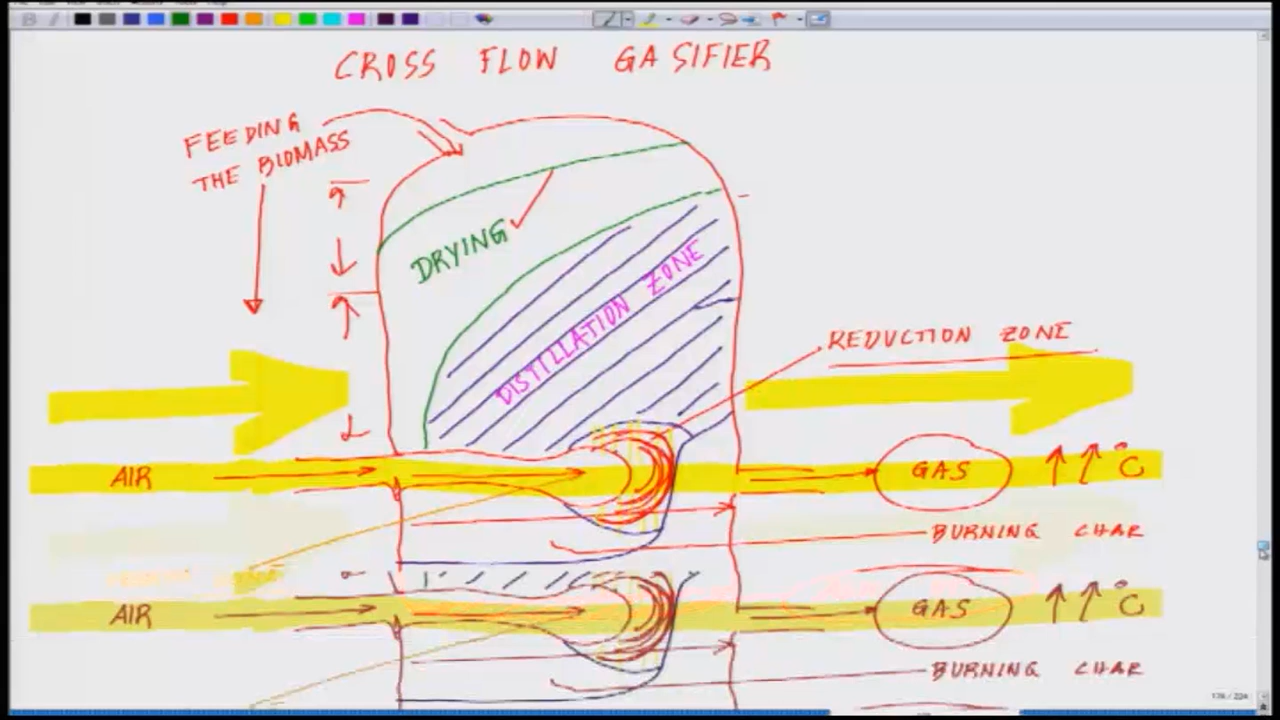 CROSS FLOW GASIFIER
FEEDING
THE BIOMASS
DRYING
DISTILLATION ZONE
REDUCTION ZONE
AIR
GAS ↑ ↑ °C
BURNING CHAR
AIR
GAS ↑ ↑ °C
BURNING CHAR